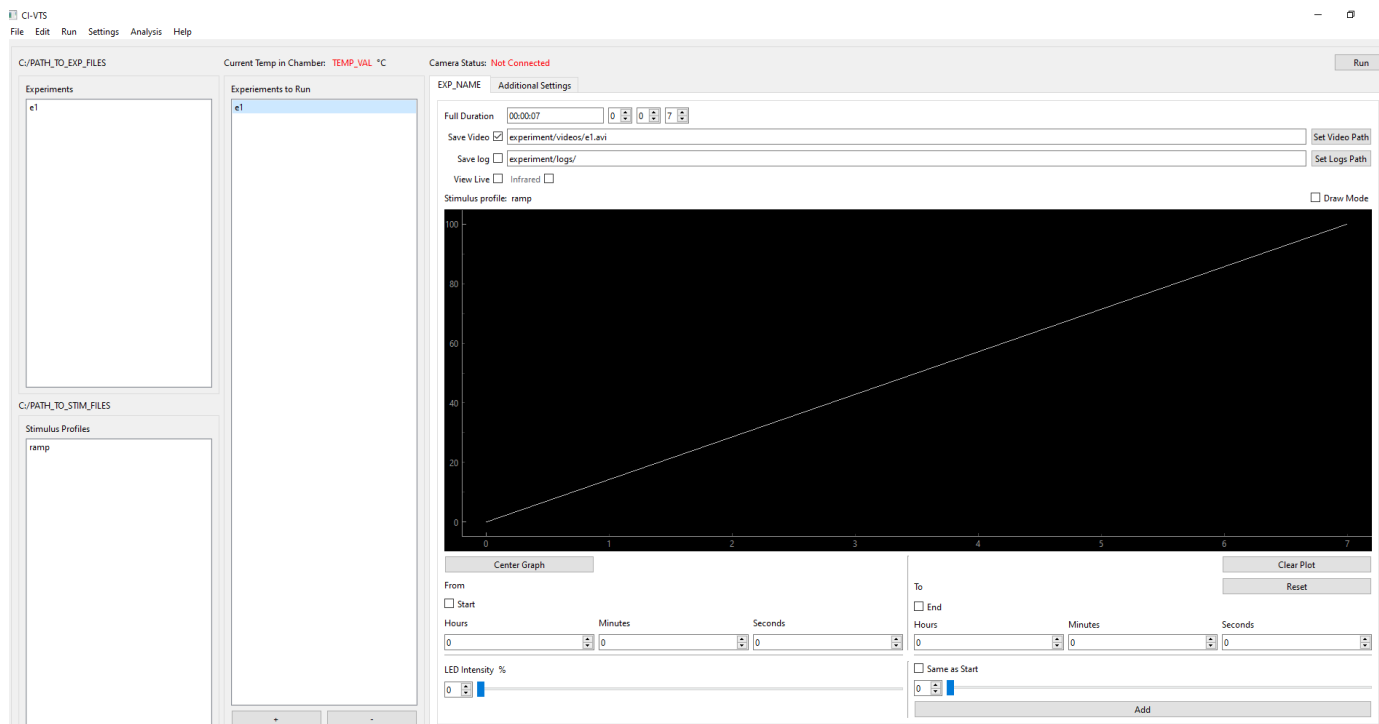 CI-VTS
File Edit Run Settings Analysis Help
C:/PATH_TO_EXP_FILES
Current Temp in Chamber: TEMP_VAL °C
Camera Status: Not Connected
Run
Experiments
e1
C:/PATH_TO_STIM_FILES
Stimulus Profiles
ramp
Experiements to Run
e1
+ -
EXP_NAME Additional Settings
Full Duration 00:00:07 0 0 7
Save Video experiment/videos/e1.avi Set Video Path
Save log experiment/logs/ Set Logs Path
View Live Infrared
Stimulus profile: ramp Draw Mode
100
80
60
40
20
0
0 1 2 3 4 5 6 7
Center Graph Clear Plot
From To Reset
Start End
Hours Minutes Seconds Hours Minutes Seconds
0 0 0 0 0 0
LED Intensity % Same as Start
0 0
Add